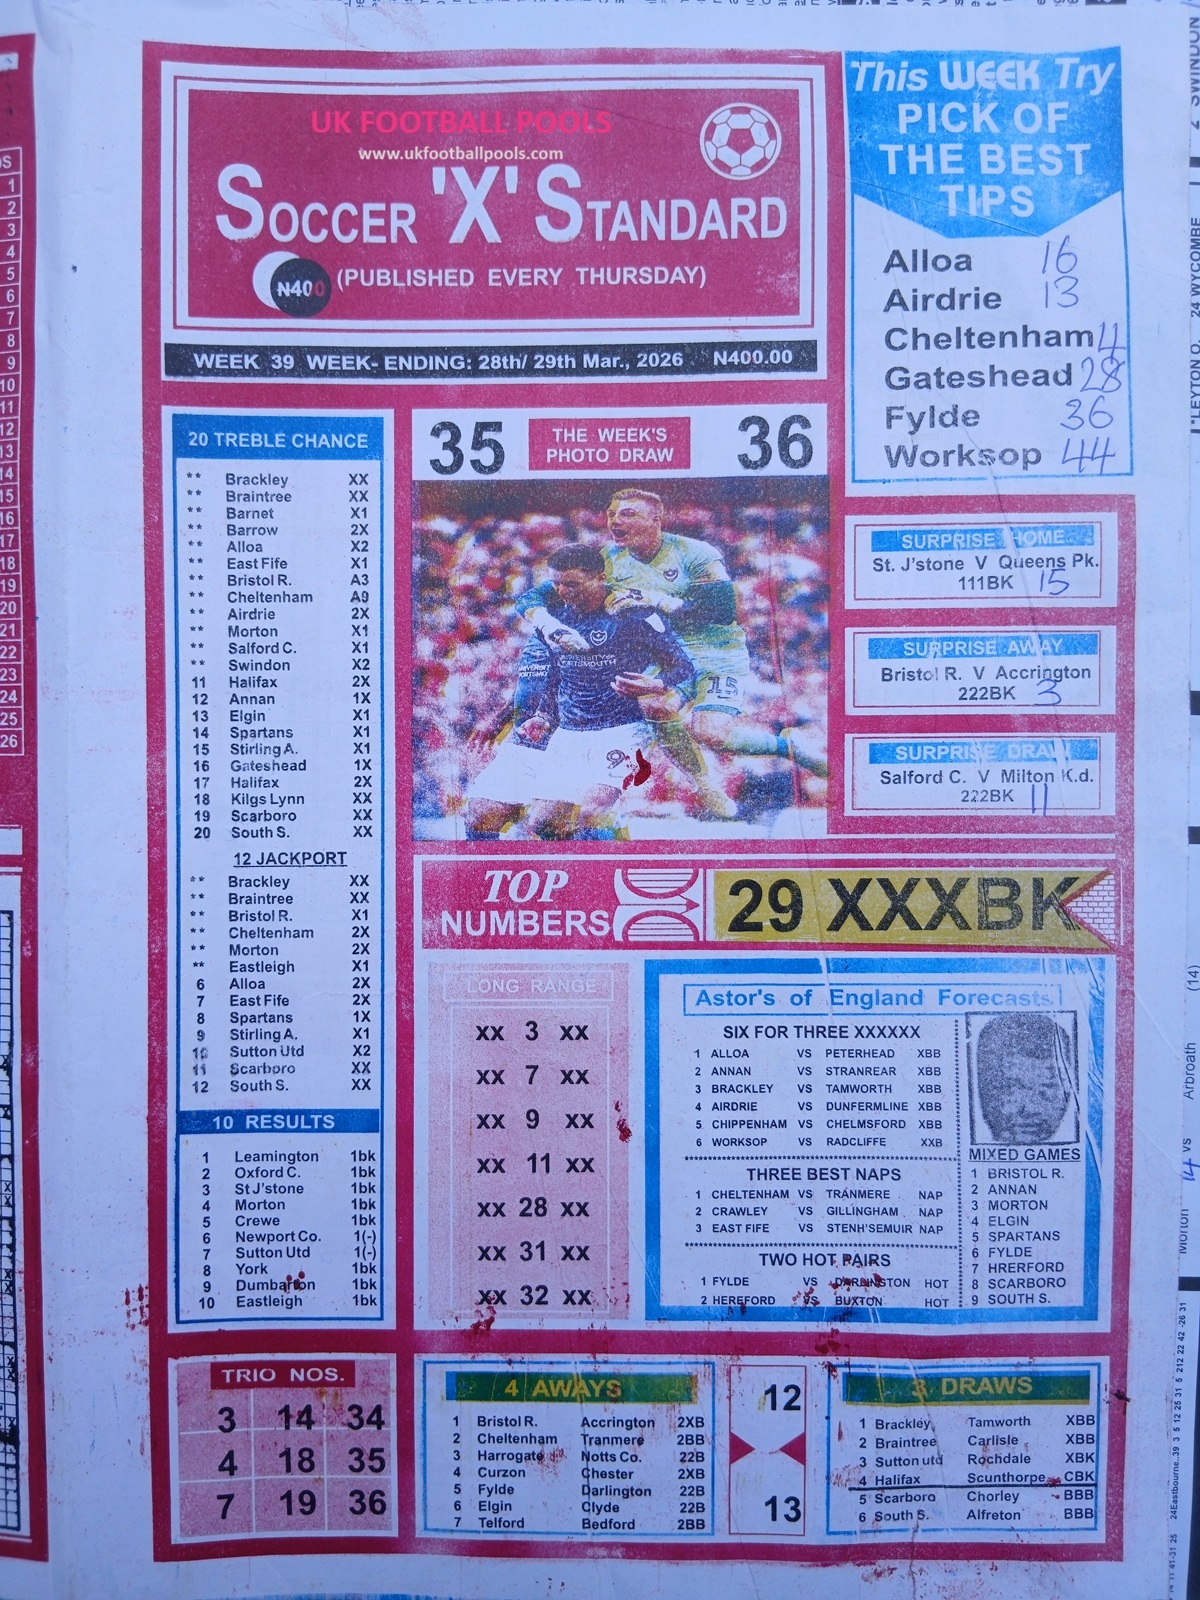 UK FOOTBALL POOLS
www.ukfootballpools.com
SOCCER 'X' STANDARD
N400 (PUBLISHED EVERY THURSDAY)
WEEK 39 WEEK- ENDING: 28th/ 29th Mar., 2026 N400.00
This WEEK Try
PICK OF
THE BEST
TIPS
Alloa 16
Airdrie 13
Cheltenham 4
Gateshead 28
Fylde 36
Worksop 44
20 TREBLE CHANCE
** Brackley XX
** Braintree XX
** Barnet X1
** Barrow 2X
** Alloa X2
** East Fife X1
** Bristol R. A3
** Cheltenham A9
** Airdrie 2X
** Morton X1
** Salford C. X1
** Swindon X2
11 Halifax 2X
12 Annan 1X
13 Elgin X1
14 Spartans X1
15 Stirling A. X1
16 Gateshead 1X
17 Halifax 2X
18 Kilgs Lynn XX
19 Scarboro XX
20 South S. XX
12 JACKPORT
** Brackley XX
** Braintree XX
** Bristol R. X1
** Cheltenham 2X
** Morton 2X
** Eastleigh X1
6 Alloa 2X
7 East Fife 2X
8 Spartans 1X
9 Stirling A. X1
10 Sutton Utd X2
11 Scarboro XX
12 South S. XX
10 RESULTS
1 Leamington 1bk
2 Oxford C. 1bk
3 St J'stone 1bk
4 Morton 1bk
5 Crewe 1bk
6 Newport Co. 1(-)
7 Sutton Utd 1(-)
8 York 1bk
9 Dumbarton 1bk
10 Eastleigh 1bk
35 THE WEEK'S PHOTO DRAW 36
SURPRISE HOME
St. J'stone V Queens Pk.
111BK 15
SURPRISE AWAY
Bristol R. V Accrington
222BK 3
SURPRISE DRAW
Salford C. V Milton K.d.
222BK 11
TOP
NUMBERS
29 XXXBK
LONG RANGE
xx 3 xx
xx 7 xx
xx 9 xx
xx 11 xx
xx 28 xx
xx 31 xx
xx 32 xx
Astor's of England Forecasts
SIX FOR THREE XXXXXX
1 ALLOA VS PETERHEAD XBB
2 ANNAN VS STRANREAR XBB
3 BRACKLEY VS TAMWORTH XBB
4 AIRDRIE VS DUNFERMLINE XBB
5 CHIPPENHAM VS CHELMSFORD XBB
6 WORKSOP VS RADCLIFFE XXB
THREE BEST NAPS
1 CHELTENHAM VS TRANMERE NAP
2 CRAWLEY VS GILLINGHAM NAP
3 EAST FIFE VS STENH'SEMUIR NAP
TWO HOT PAIRS
1 FYLDE VS DARLINGTON HOT
2 HEREFORD VS BUXTON HOT
MIXED GAMES
1 BRISTOL R.
2 ANNAN
3 MORTON
4 ELGIN
5 SPARTANS
6 FYLDE
7 HRERFORD
8 SCARBORO
9 SOUTH S.
TRIO NOS.
3 14 34
4 18 35
7 19 36
4 AWAYS
1 Bristol R. Accrington 2XB
2 Cheltenham Tranmere 2BB
3 Harrogate Notts Co. 22B
4 Curzon Chester 2XB
5 Fylde Darlington 22B
6 Elgin Clyde 22B
7 Telford Bedford 2BB
12
13
3 DRAWS
1 Brackley Tamworth XBB
2 Braintree Carlisle XBB
3 Sutton utd Rochdale XBK
4 Halifax Scunthorpe CBK
5 Scarboro Chorley BBB
6 South S. Alfreton BBB